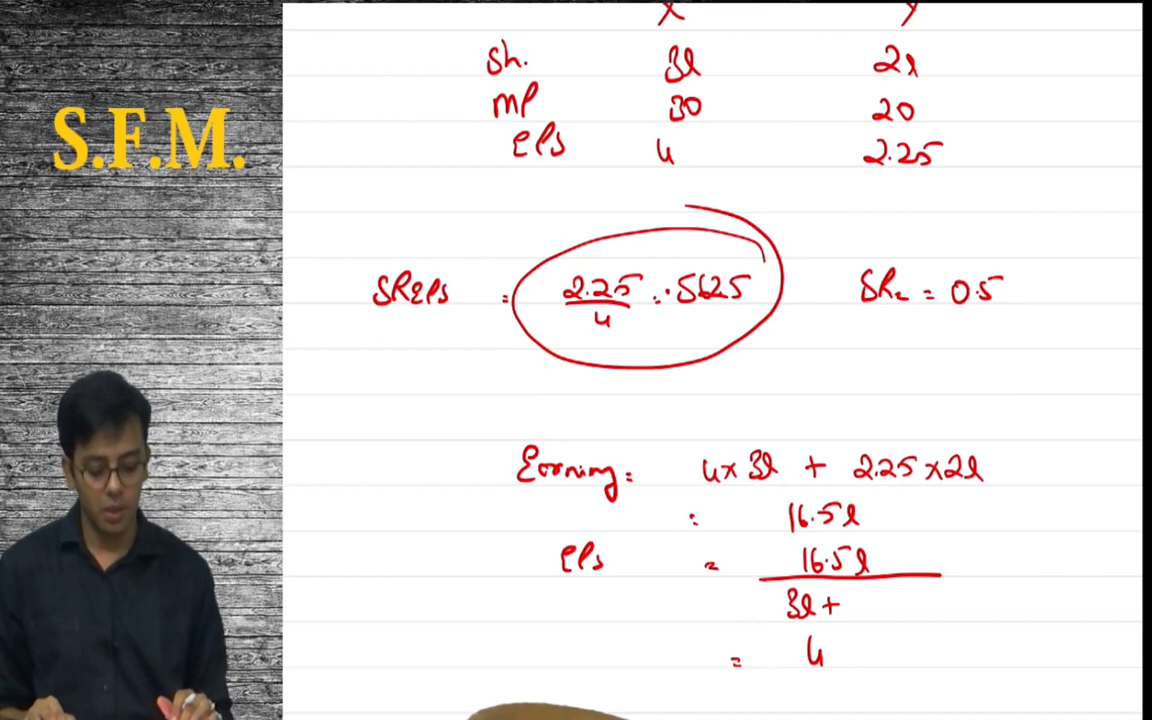 S.F.M.
X Y
Sh. 3l 2l
MP 30 20
EPS 4 2.25
SREPS = 2.25/4 = .5625 SR = 0.5
Earning = 4 x 3l + 2.25 x 2l
= 16.5l
EPS = 16.5l
3l +
= 4